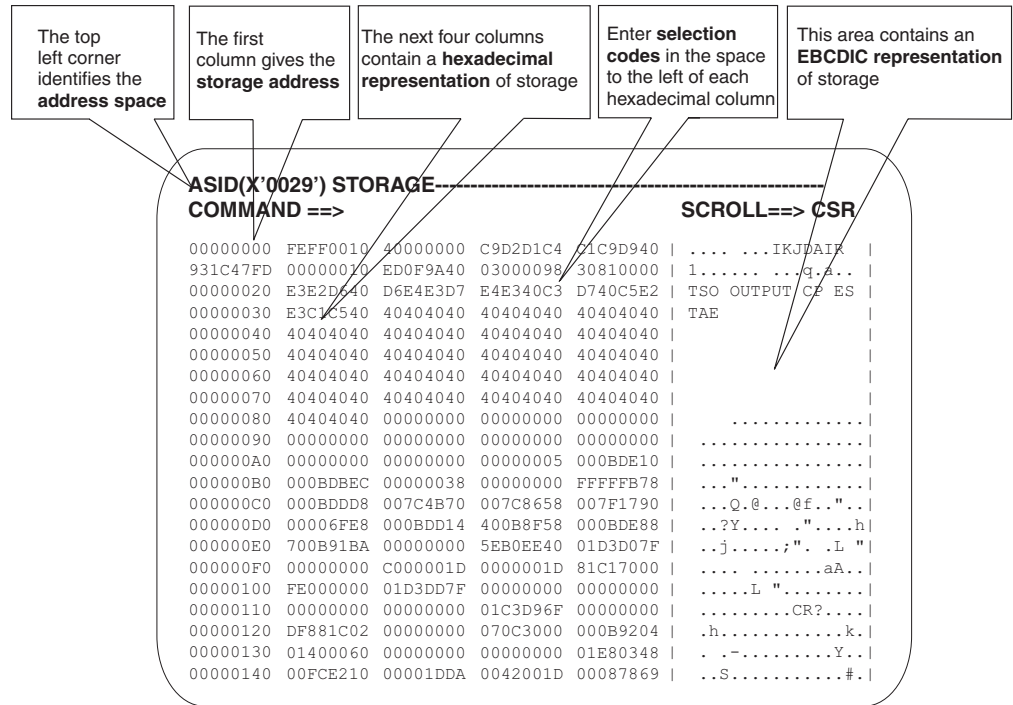 The top
left corner
identifies the
address space
The first
column gives the
storage address
The next four columns
contain a hexadecimal
representation of storage
Enter selection
codes in the space
to the left of each
hexadecimal column
This area contains an
EBCDIC representation
of storage
ASID(X'0029') STORAGE----------------------------------------------------
COMMAND ==> SCROLL==> CSR
00000000 FEFF0010 40000000 C9D2D1C4 C1C9D940 | .... ...IKJDAIR |
931C47FD 00000010 ED0F9A40 03000098 30810000 | l...... ...q.a.. |
00000020 E3E2D640 D6E4E3D7 E4E340C3 D740C5E2 | TSO OUTPUT CP ES |
00000030 E3C1C540 40404040 40404040 40404040 | TAE |
00000040 40404040 40404040 40404040 40404040 | |
00000050 40404040 40404040 40404040 40404040 | |
00000060 40404040 40404040 40404040 40404040 | |
00000070 40404040 40404040 40404040 40404040 | |
00000080 40404040 00000000 00000000 00000000 | .............|
00000090 00000000 00000000 00000000 00000000 | ................|
000000A0 00000000 00000000 00000005 000BDE10 | ................|
000000B0 000BDBEC 00000038 00000000 FFFFFB78 | ..."............|
000000C0 000BDDD8 007C4B70 007C8658 007F1790 | ...Q.@...@f.."..|
000000D0 00006FE8 000BDD14 400B8F58 000BDE88 | ..?Y.... ."....h|
000000E0 700B91BA 00000000 5EB0EE40 01D3D07F | ..j.....;". .L "|
000000F0 00000000 C000001D 0000001D 81C17000 | .... .......aA..|
00000100 FE000000 01D3DD7F 00000000 00000000 | .....L "........|
00000110 00000000 00000000 01C3D96F 00000000 | .........CR?....|
00000120 DF881C02 00000000 070C3000 000B9204 | .h............k.|
00000130 01400060 00000000 00000000 01E80348 | . .-.........Y..|
00000140 00FCE210 00001DDA 0042001D 00087869 | ..S...........#.|